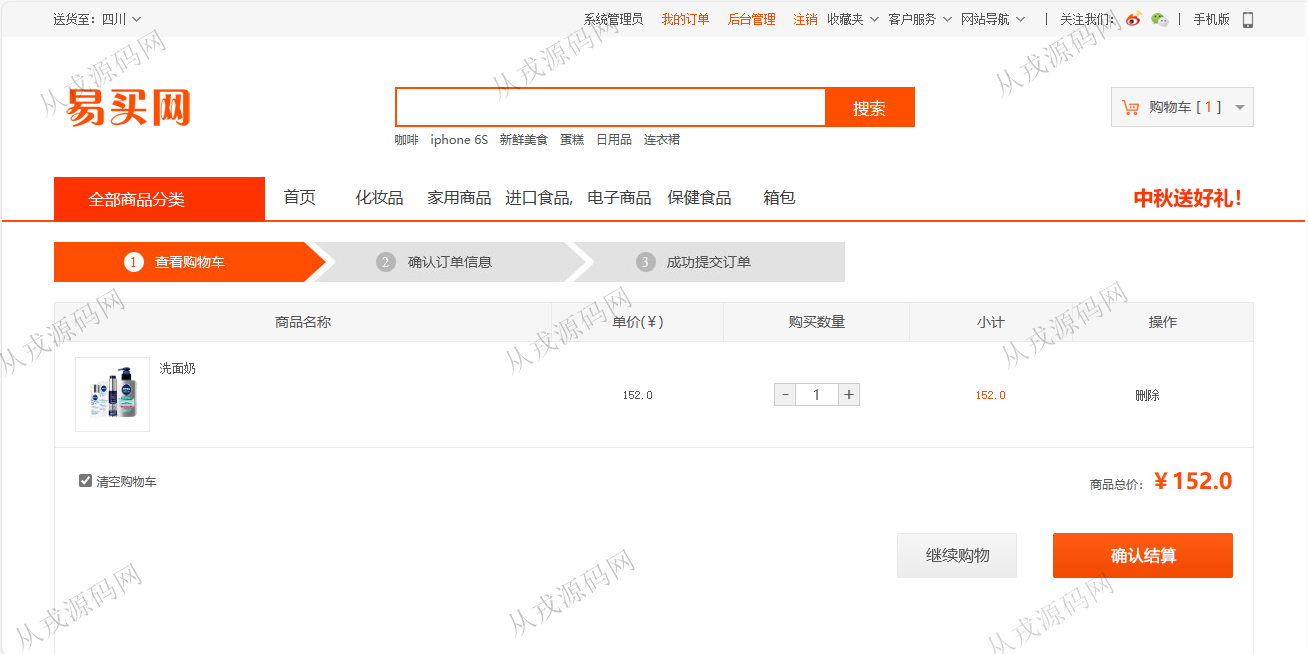 送货至：四川
系统管理员 我的订单 后台管理 注销 收藏夹 客户服务 网站导航 | 关注我们： | 手机版
易买网
搜索
购物车 [ 1 ]
咖啡 iphone 6S 新鲜美食 蛋糕 日用品 连衣裙
全部商品分类 首页 化妆品 家用商品 进口食品, 电子商品 保健食品 箱包
中秋送好礼！
1 查看购物车 2 确认订单信息 3 成功提交订单
商品名称 单价(￥) 购买数量 小计 操作
洗面奶
152.0 - 1 + 152.0 删除
清空购物车
商品总价： ￥152.0
继续购物 确认结算
从戎源码网
从戎源码网
从戎源码网
从戎源码网
从戎源码网
从戎源码网
从戎源码网
从戎源码网
从戎源码网